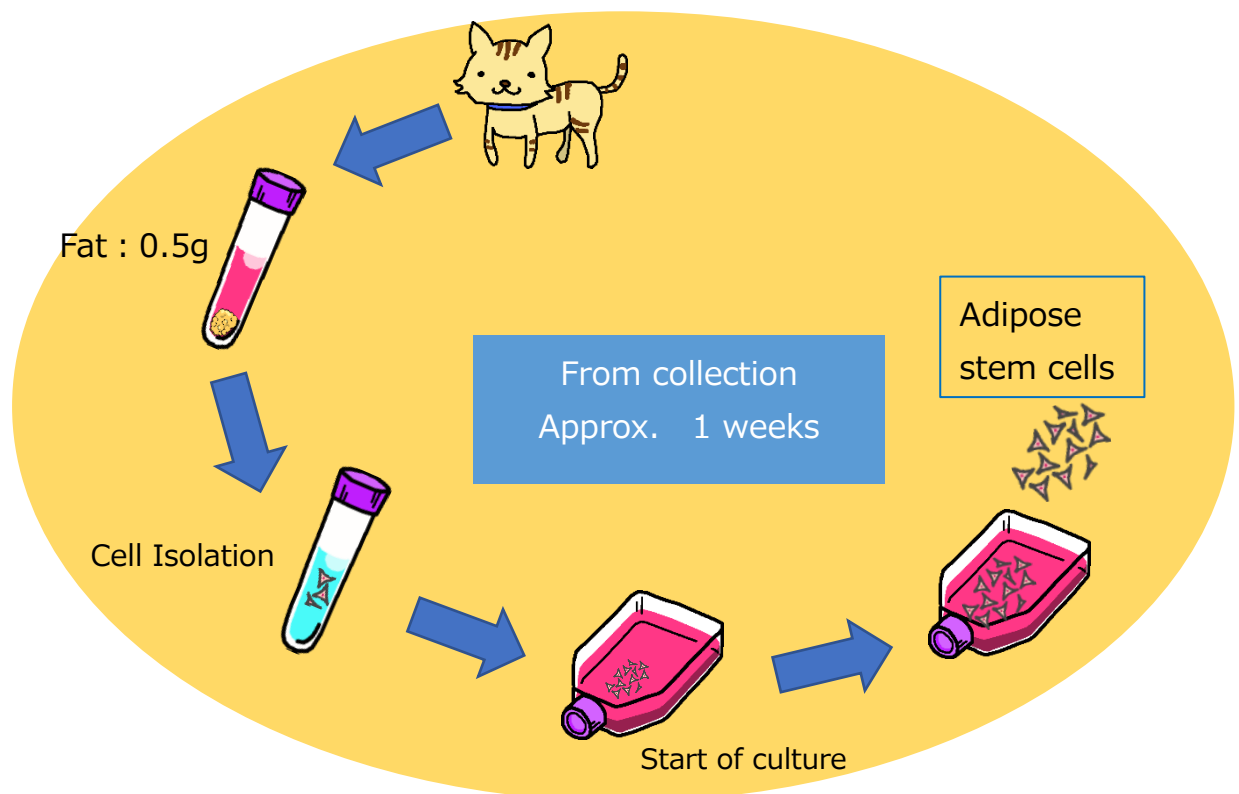 Fat : 0.5g
Cell Isolation
From collection
Approx. 1 weeks
Start of culture
Adipose
stem cells